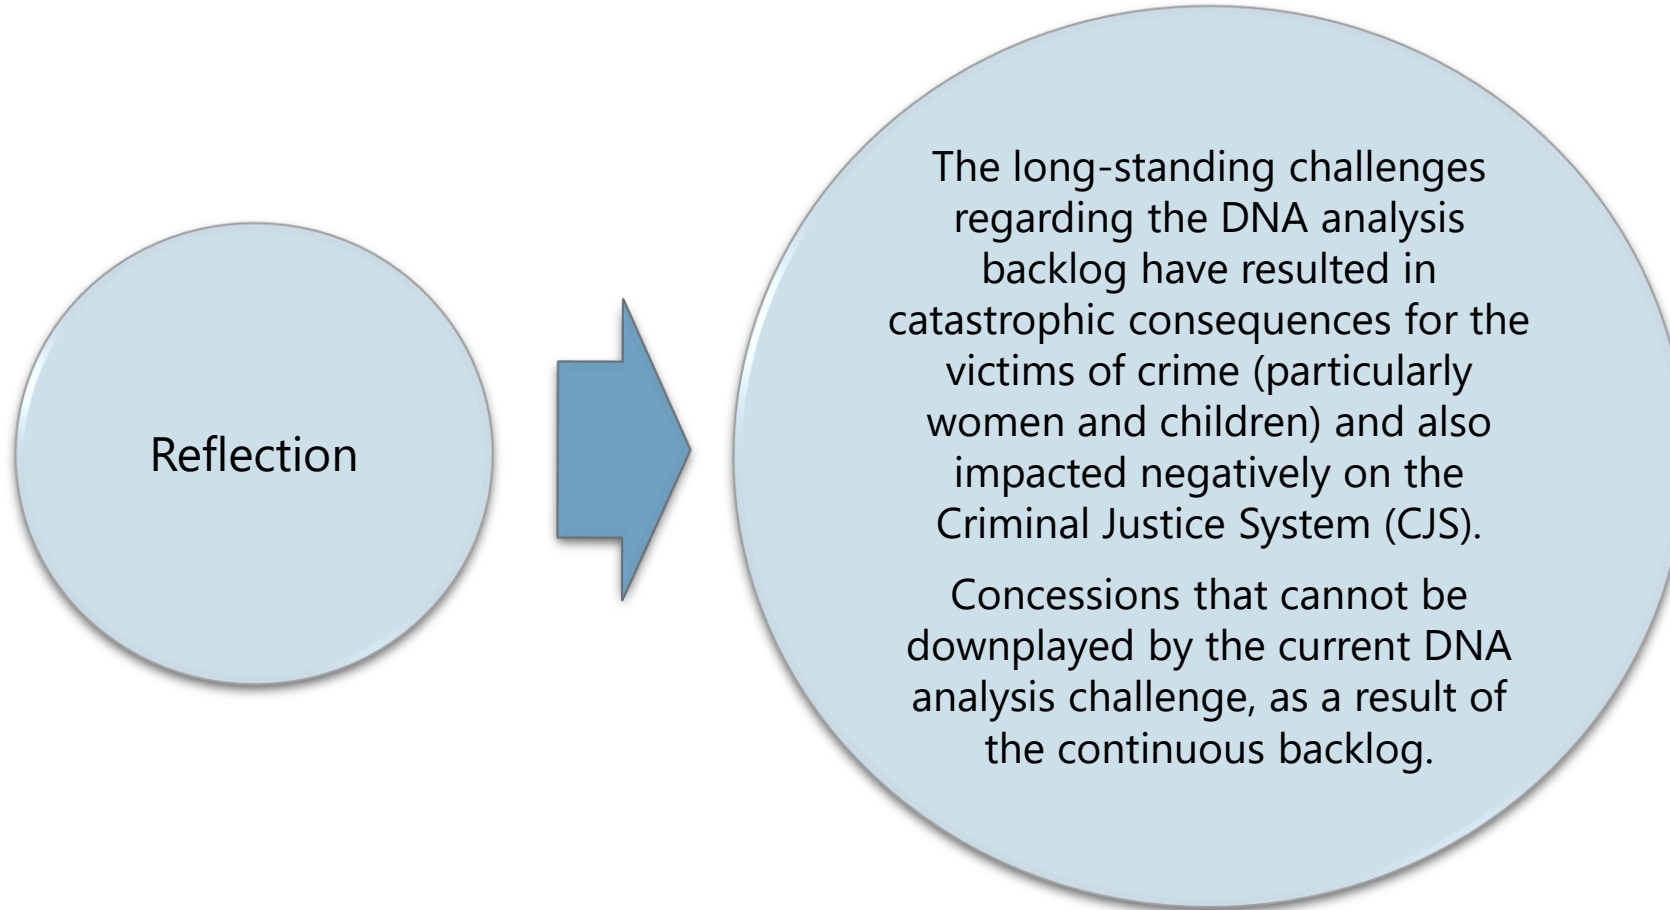 Reflection
The long-standing challenges
regarding the DNA analysis
backlog have resulted in
catastrophic consequences for the
victims of crime (particularly
women and children) and also
impacted negatively on the
Criminal Justice System (CJS).
Concessions that cannot be
downplayed by the current DNA
analysis challenge, as a result of
the continuous backlog.